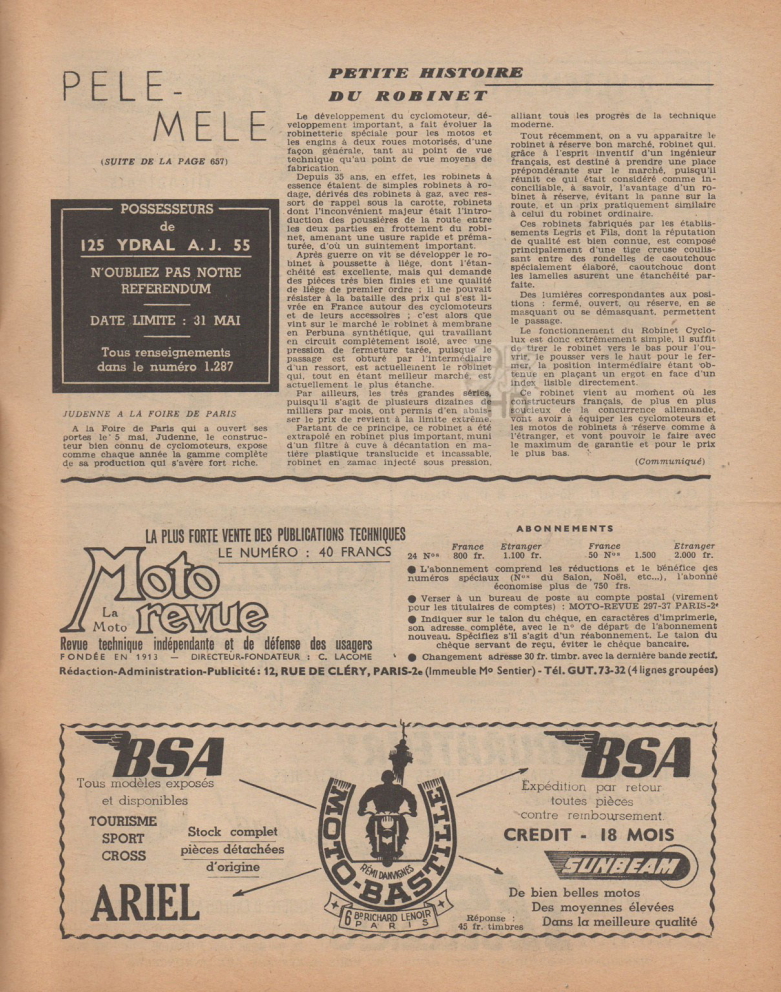 PELE-
MELE
(SUITE DE LA PAGE 657)
POSSESSEURS
de
125 YDRAL A. J. 55
N'OUBLIEZ PAS NOTRE
REFERENDUM
DATE LIMITE : 31 MAI
Tous renseignements
dans le numéro 1.287
JUDENNE A LA FOIRE DE PARIS
A la Foire de Paris qui a ouvert ses
portes le 5 mai, Judenne, le construc-
teur bien connu de cyclomoteurs, expose
comme chaque année la gamme complète
de sa production qui s'avère fort riche.
PETITE HISTOIRE
DU ROBINET
Le développement du cyclomoteur, dé-
veloppement important, a fait évoluer la
robinetterie spéciale pour les motos et
les engins à deux roues motorisés, d'une
façon générale, tant au point de vue
technique qu'au point de vue moyens de
fabrication.
Depuis 35 ans, en effet, les robinets à
essence étaient de simples robinets à ro-
dage, dérivés des robinets à gaz, avec res-
sort de rappel sous la carotte, robinets
dont l'inconvénient majeur était l'intro-
duction des poussières de la route entre
les deux parties en frottement du robi-
net, amenant une usure rapide et préma-
turée, d'où un suintement important.
Après guerre on vit se développer le ro-
binet à poussette à liège, dont l'étan-
chéité est excellente, mais qui demande
des pièces très bien finies et une qualité
de liège de premier ordre ; il ne pouvait
résister à la bataille des prix qui s'est li-
vrée en France autour des cyclomoteurs
et de leurs accessoires ; c'est alors que
vint sur le marché le robinet à membrane
en Perbuna synthétique, qui travaillant
en circuit complètement isolé, avec une
pression de fermeture tarée, puisque le
passage est obturé par l'intermédiaire
d'un ressort, est actuellement le robinet
qui, tout en étant meilleur marché, est
actuellement le plus étanche.
Par ailleurs, les très grandes séries,
puisqu'il s'agit de plusieurs dizaines de
milliers par mois, ont permis d'en abais-
ser le prix de revient à la limite extrême.
Partant de ce principe, ce robinet a été
extrapolé en robinet plus important, muni
d'un filtre à cuve à décantation en ma-
tière plastique translucide et incassable,
robinet en zamac injecté sous pression,
alliant tous les progrès de la technique
moderne.
Tout récemment, on a vu apparaître le
robinet à réserve bon marché, robinet qui,
grâce à l'esprit inventif d'un ingénieur
français, est destiné à prendre une place
prépondérante sur le marché, puisqu'il
réunit ce qui était considéré comme in-
conciliable, à savoir, l'avantage d'un ro-
binet à réserve, évitant la panne sur la
route, et un prix pratiquement similaire
à celui du robinet ordinaire.
Ces robinets fabriqués par les établis-
sements Legris et Fils, dont la réputation
de qualité est bien connue, est composé
principalement d'une tige creuse coulis-
sant entre des rondelles de caoutchouc
spécialement élaboré, caoutchouc dont
les lamelles assurent une étanchéité par-
faite.
Des lumières correspondantes aux posi-
tions : fermé, ouvert, ou réserve, en se
masquant ou se démasquant, permettent
le passage.
Le fonctionnement du Robinet Cyclo-
lux est donc extrêmement simple, il suffit
de tirer le robinet vers le bas pour l'ou-
vrir, le pousser vers le haut pour le fer-
mer, la position intermédiaire étant ob-
tenue en plaçant un ergot en face d'un
index lisible directement.
Ce robinet vient au moment où les
constructeurs français, de plus en plus
soucieux de la concurrence allemande,
vont avoir à équiper les cyclomoteurs et
les motos de robinets à réserve comme à
l'étranger, et vont pouvoir le faire avec
le maximum de garantie et pour le prix
le plus bas.
(Communiqué)
LA PLUS FORTE VENTE DES PUBLICATIONS TECHNIQUES
LE NUMÉRO : 40 FRANCS
Moto
La
Moto
revue
Revue technique indépendante et de défense des usagers
FONDÉE EN 1913 — DIRECTEUR-FONDATEUR : C. LACOME
Rédaction-Administration-Publicité : 12, RUE DE CLÉRY, PARIS-2e (Immeuble Mo Sentier) - Tél. GUT. 73-32 (4 lignes groupées)
ABONNEMENTS
France Etranger France Etranger
24 Nos 800 fr. 1.100 fr. 50 Nos 1.500 2.000 fr.
● L'abonnement comprend les réductions et le bénéfice des
numéros spéciaux (Nos du Salon, Noël, etc...), l'abonné
économise plus de 750 frs.
● Verser à un bureau de poste au compte postal (virement
pour les titulaires de comptes) : MOTO-REVUE 297-37 PARIS-2e
● Indiquer sur le talon du chèque, en caractères d'imprimerie,
son adresse complète, avec le n° de départ de l'abonnement
nouveau. Spécifiez s'il s'agit d'un réabonnement. Le talon du
chèque servant de reçu, éviter le chèque bancaire.
● Changement adresse 30 fr. timbr. avec la dernière bande rectif.
BSA
Tous modèles exposés
et disponibles
TOURISME
SPORT
CROSS
Stock complet
pièces détachées
d'origine
ARIEL
MOTO-BASTILLE
RÉMI DANVIGNES
6 Bd RICHARD LENOIR
PARIS
BSA
Expédition par retour
toutes pièces
contre remboursement
CREDIT - 18 MOIS
SUNBEAM
De bien belles motos
Des moyennes élevées
Dans la meilleure qualité
Réponse :
45 fr. timbres